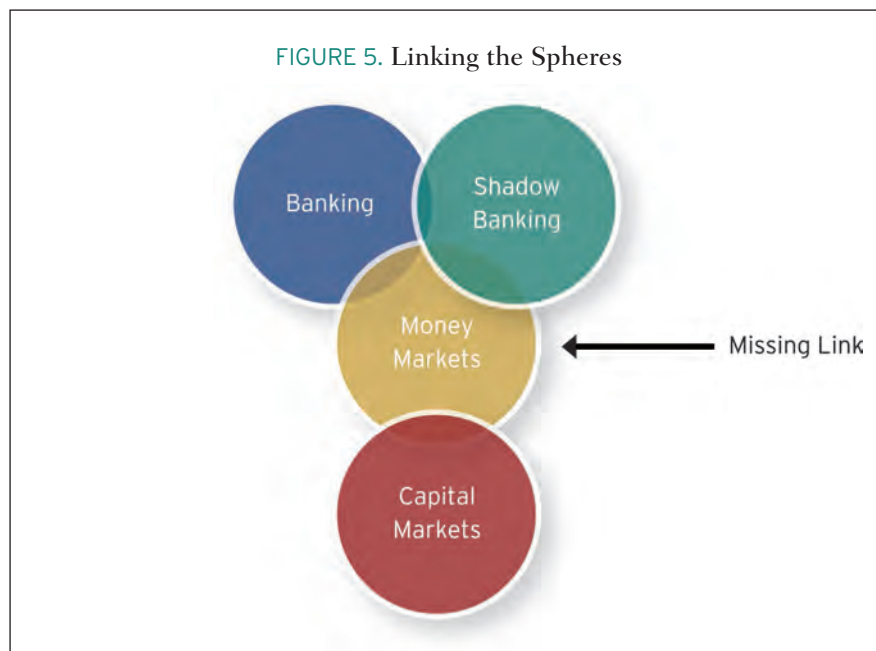 FIGURE 5. Linking the Spheres
Banking
Shadow
Banking
Money
Markets
Missing Link
Capital
Markets